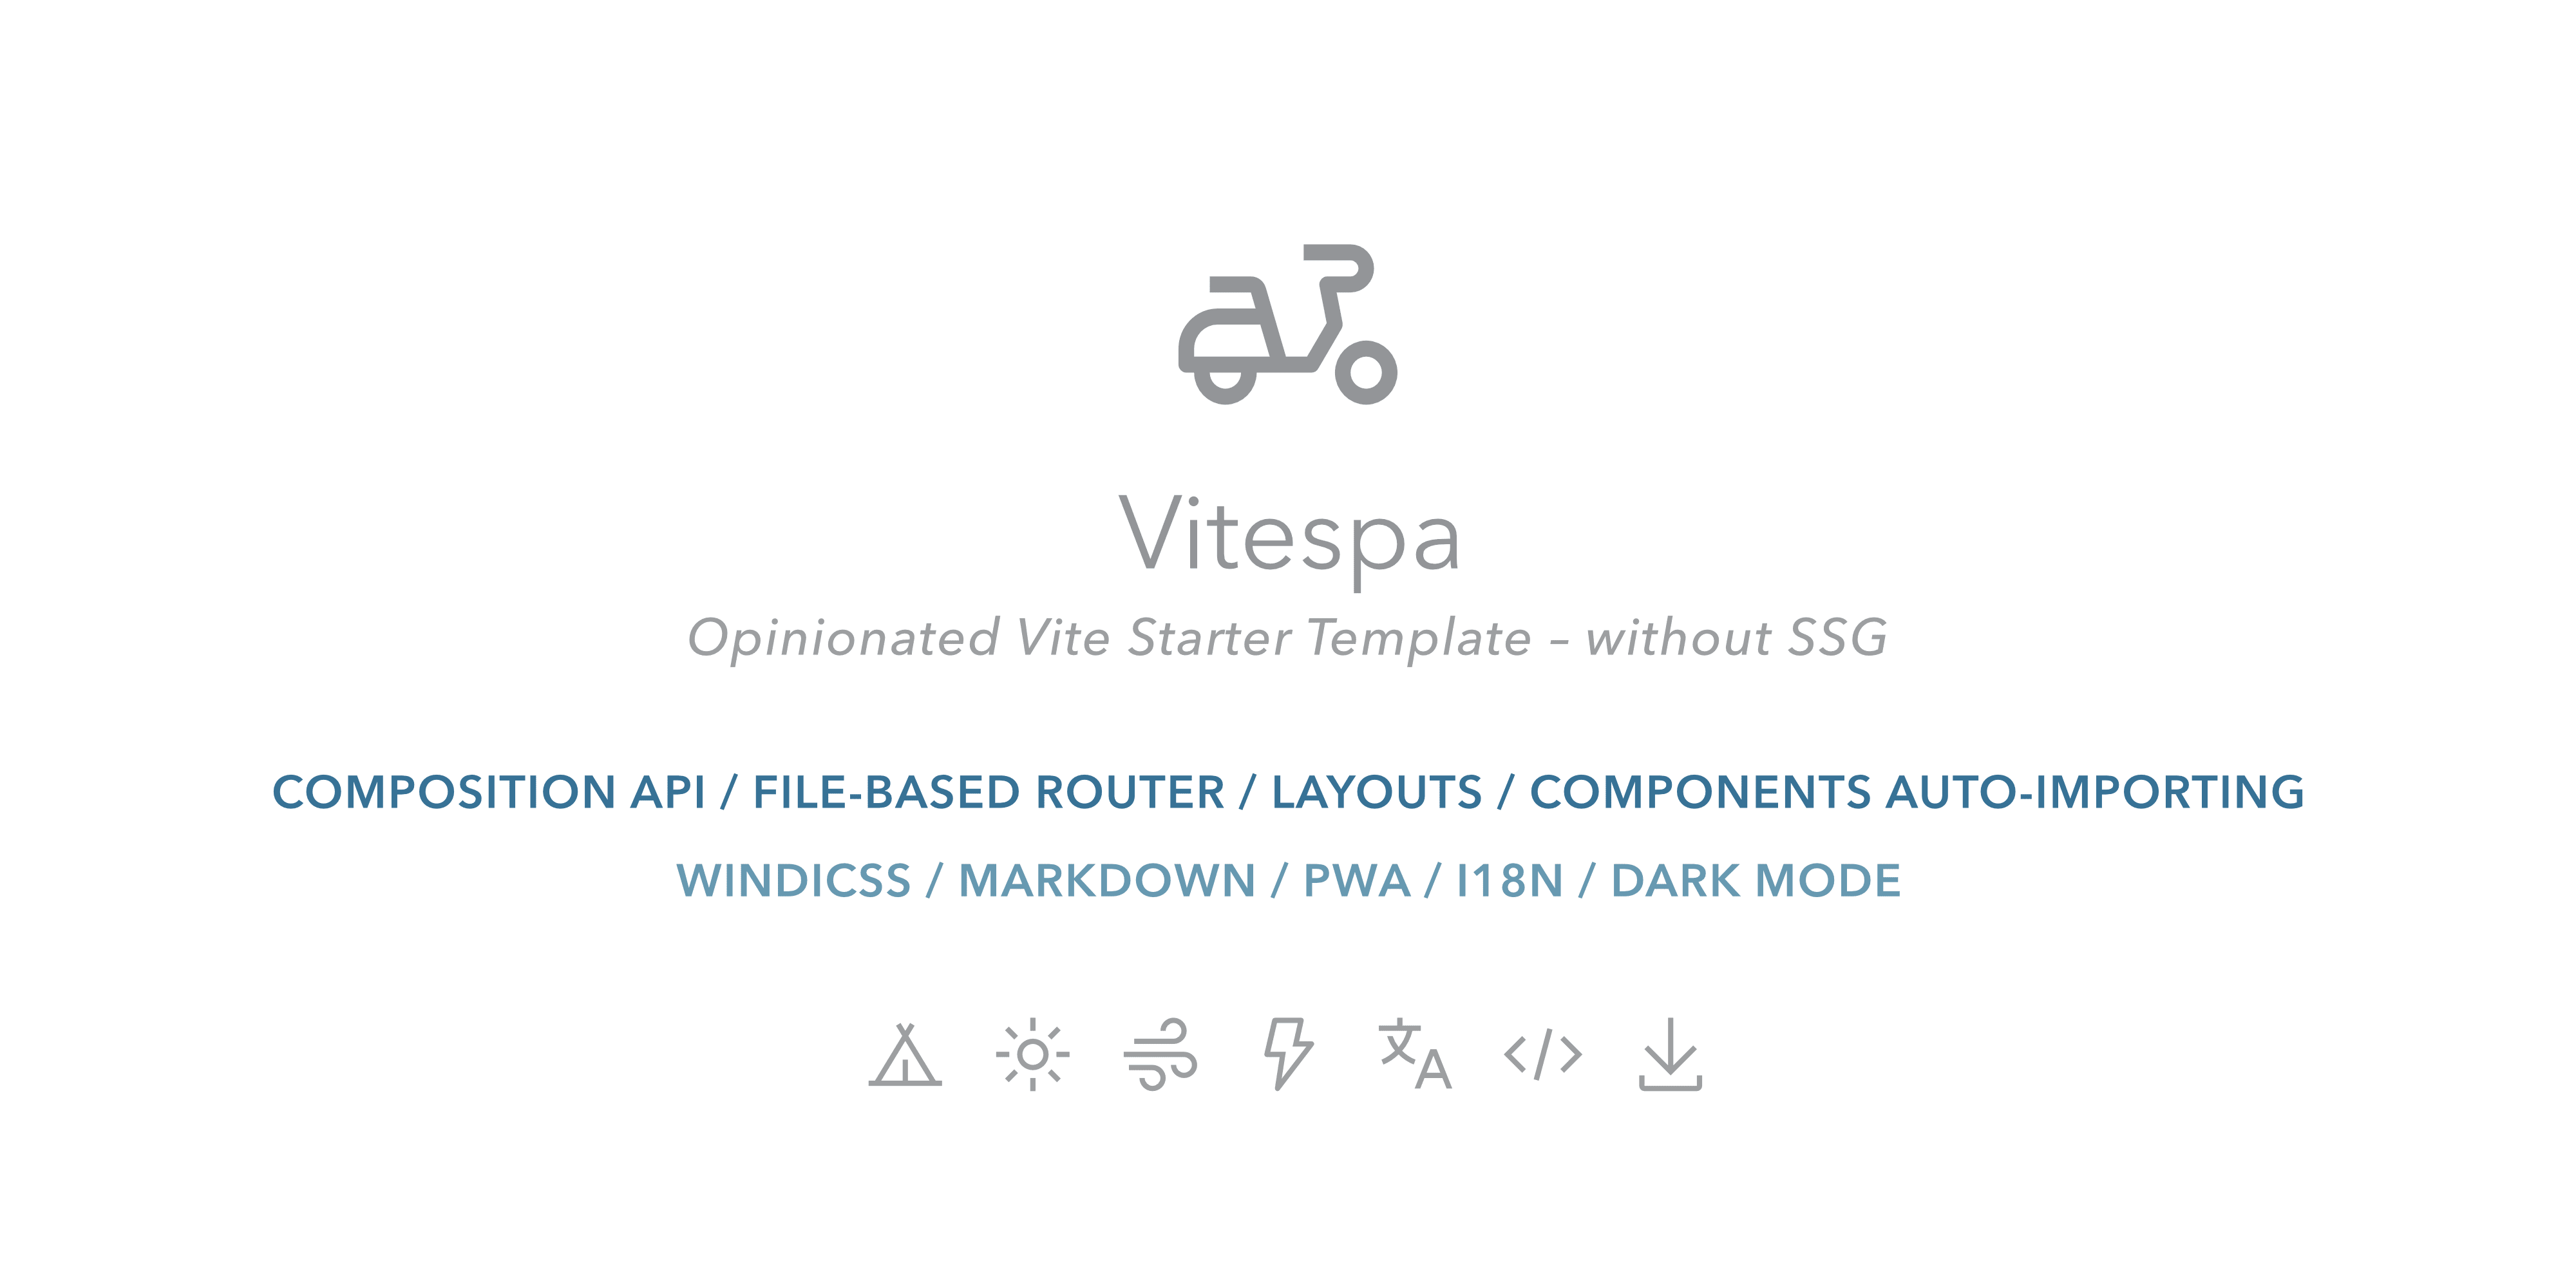 Vitespa
Opinionated Vite Starter Template – without SSG
COMPOSITION API / FILE-BASED ROUTER / LAYOUTS / COMPONENTS AUTO-IMPORTING
WINDICSS / MARKDOWN / PWA / I18N / DARK MODE